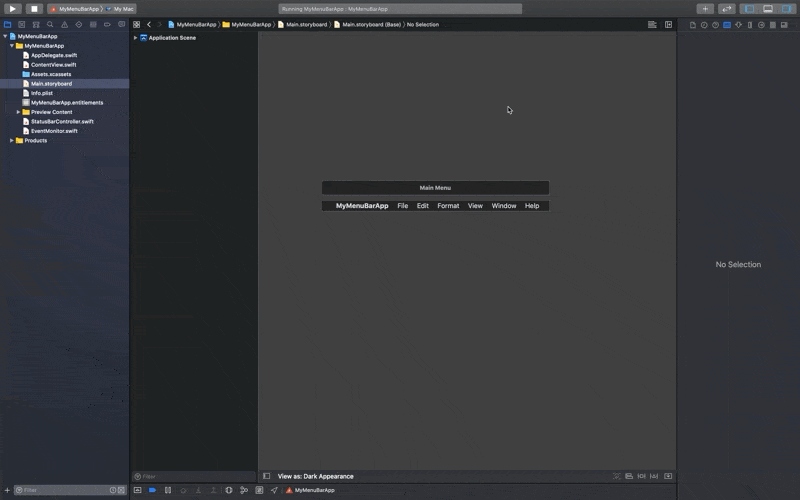 MyMenuBarApp 〉 My Mac
Running MyMenuBarApp : MyMenuBarApp
MyMenuBarApp 〉 MyMenuBarApp 〉 Main.storyboard 〉 Main.storyboard (Base) 〉 No Selection
MyMenuBarApp
MyMenuBarApp
AppDelegate.swift
ContentView.swift
Assets.xcassets
Main.storyboard
Info.plist
MyMenuBarApp.entitlements
Preview Content
StatusBarController.swift
EventMonitor.swift
Products
Application Scene
Main Menu
MyMenuBarApp File Edit Format View Window Help
No Selection
Filter
View as: Dark Appearance
Filter
MyMenuBarApp